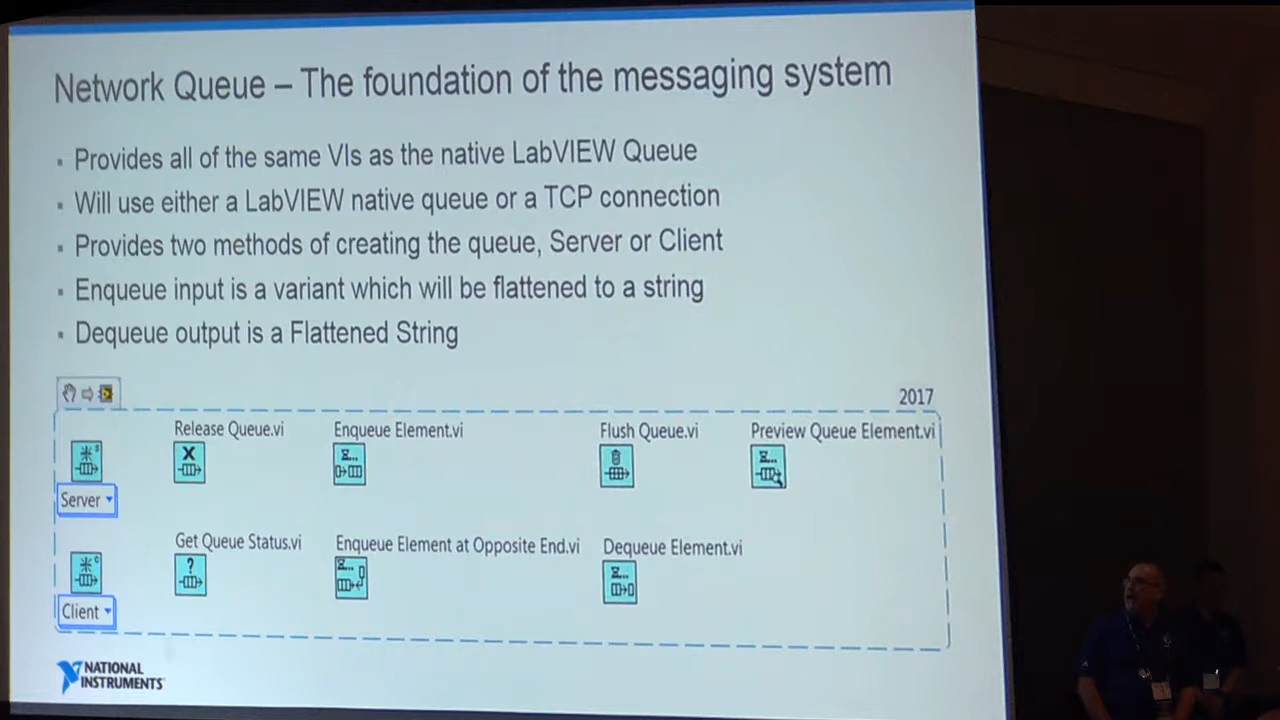 Network Queue – The foundation of the messaging system
▪ Provides all of the same VIs as the native LabVIEW Queue
▪ Will use either a LabVIEW native queue or a TCP connection
▪ Provides two methods of creating the queue, Server or Client
▪ Enqueue input is a variant which will be flattened to a string
▪ Dequeue output is a Flattened String
2017
Release Queue.vi
Enqueue Element.vi
Flush Queue.vi
Preview Queue Element.vi
Server
Get Queue Status.vi
Enqueue Element at Opposite End.vi
Dequeue Element.vi
Client
NATIONAL
INSTRUMENTS